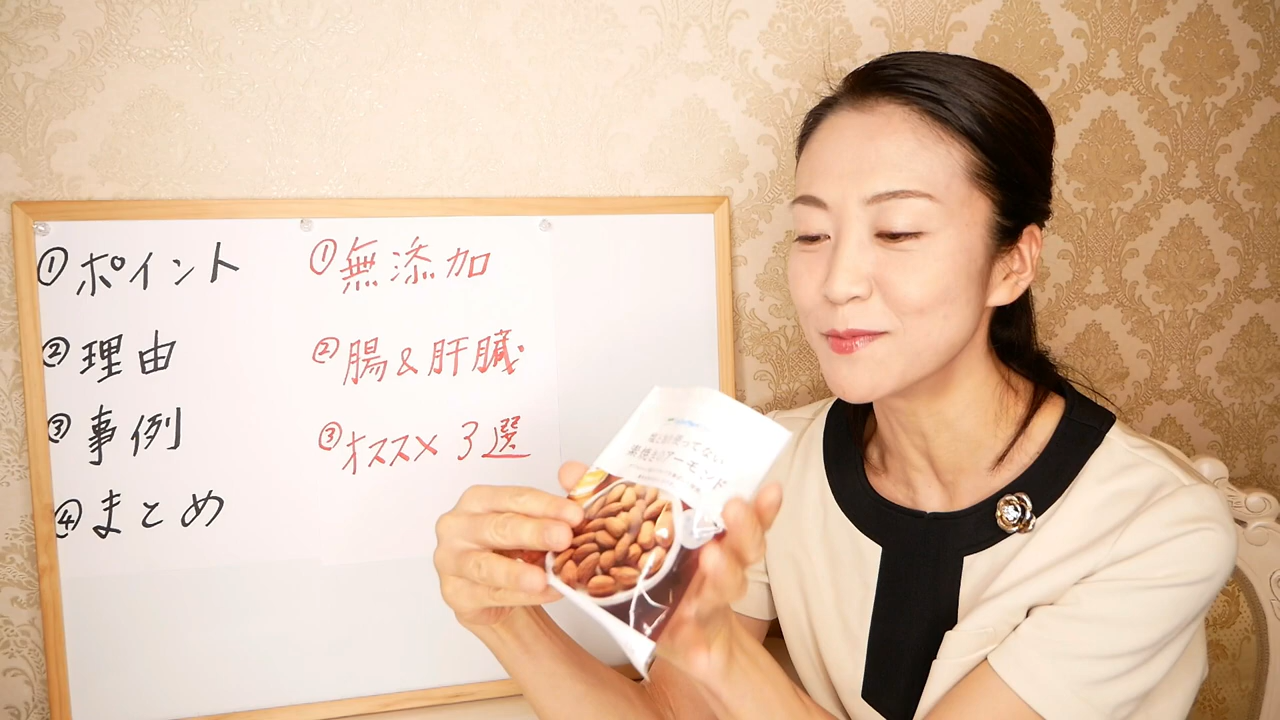 ①ポイント
②理由
③事例
④まとめ
①無添加
②腸&肝臓
③オススメ3選
塩も油も使ってない
素焼きのアーモンド